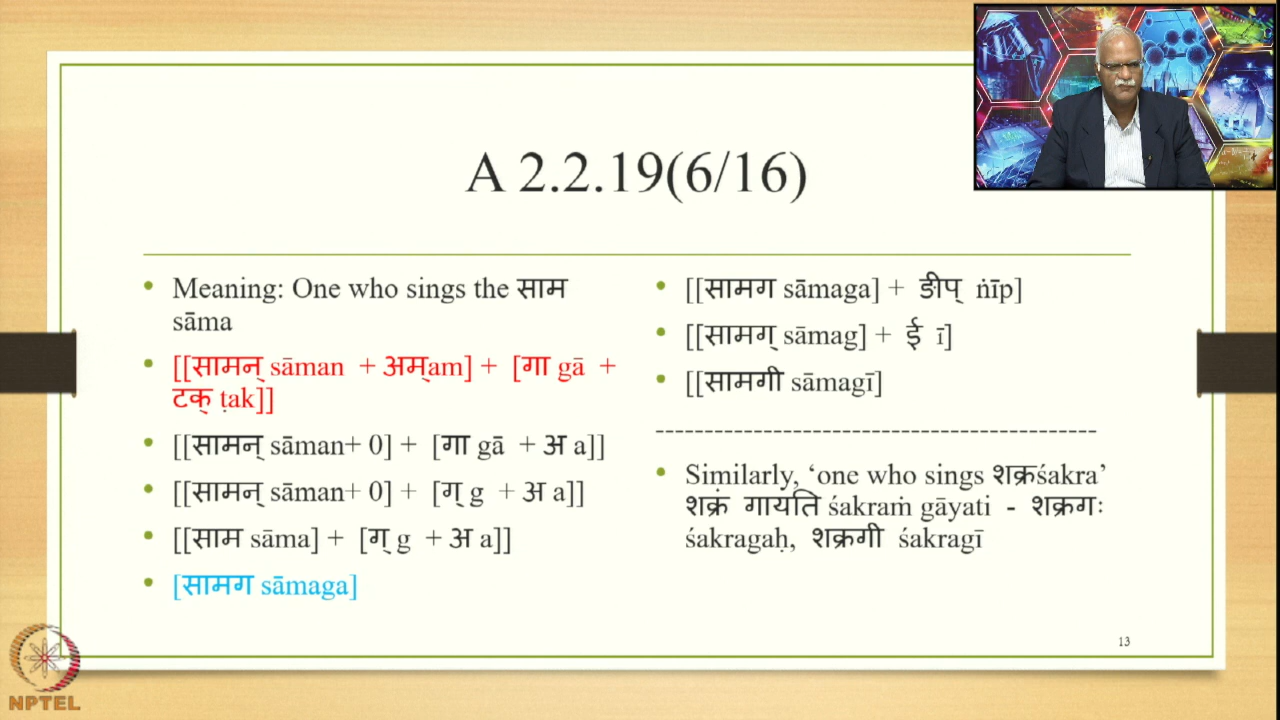 A 2.2.19(6/16)
Meaning: One who sings the साम
sāma
[[सामन् sāman + अम्am] + [गा gā +
टक् ṭak]]
[[सामन् sāman+ 0] + [गा gā + अ a]]
[[सामन् sāman+ 0] + [ग् g + अ a]]
[[साम sāma] + [ग् g + अ a]]
[सामग sāmaga]
[[सामग sāmaga] + ङीप् ṅīp]
[[सामग् sāmag] + ई ī]
[[सामगी sāmagī]
--------------------------------------------
Similarly, ‘one who sings शक्रśakra’
शक्रं गायति śakraṁ gāyati - शक्रगः
śakragaḥ, शक्रगी śakragī
13
NPTEL